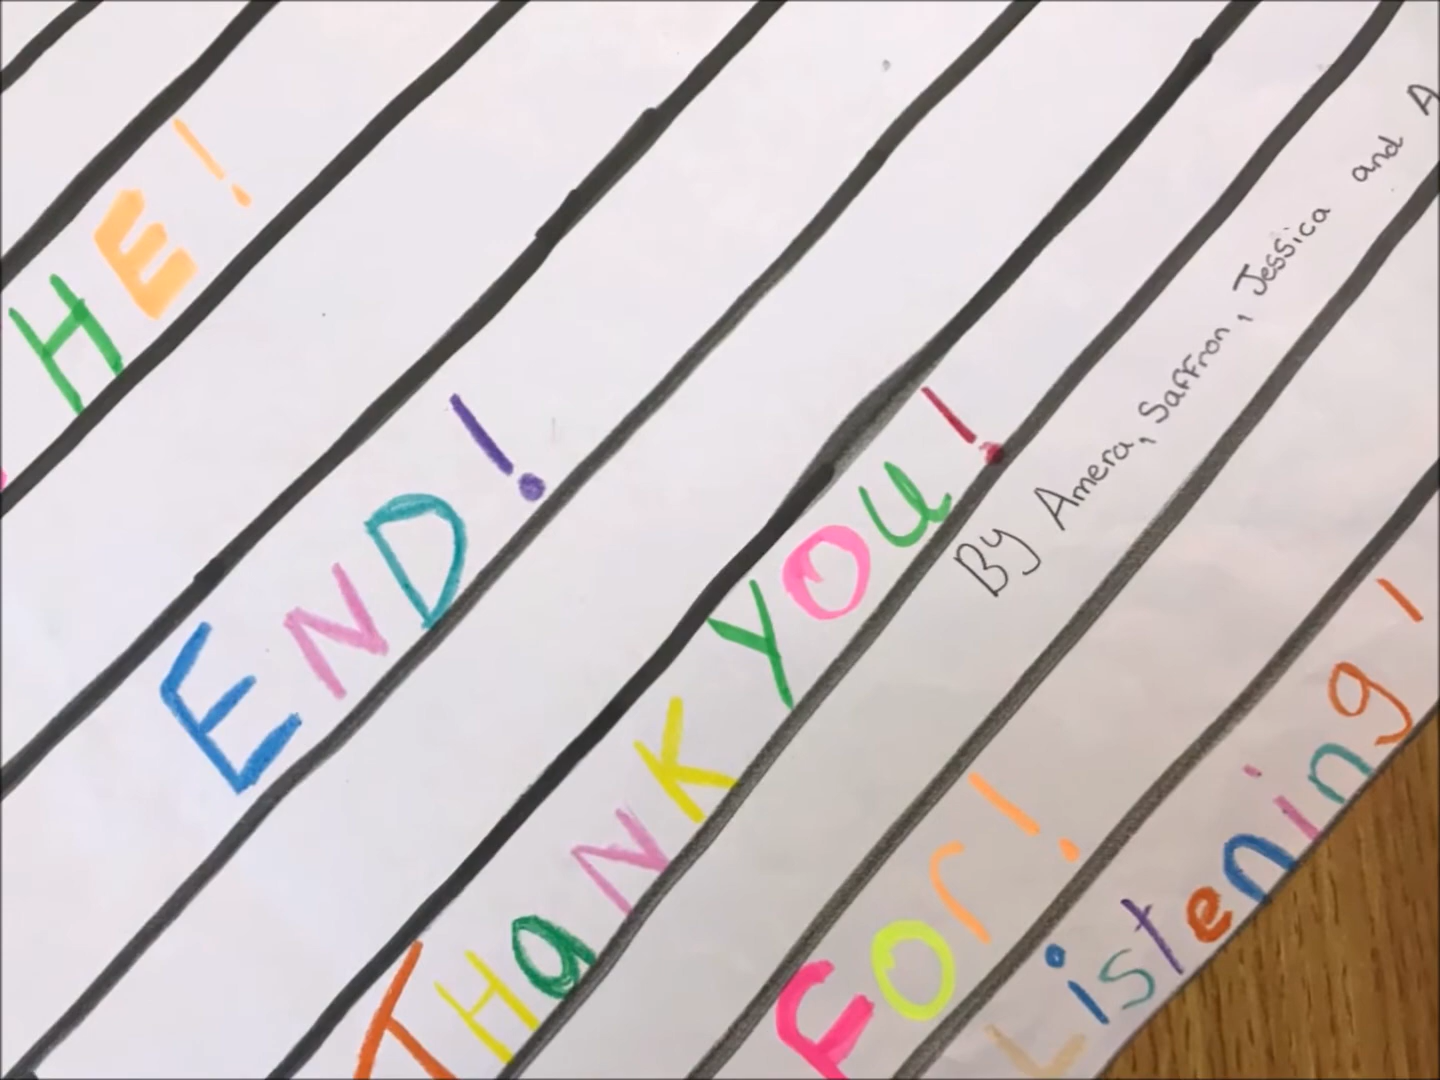 HE!
END!
THaNK YOU!
By Amera, Saffron, Jessica and A
For!
Listening!